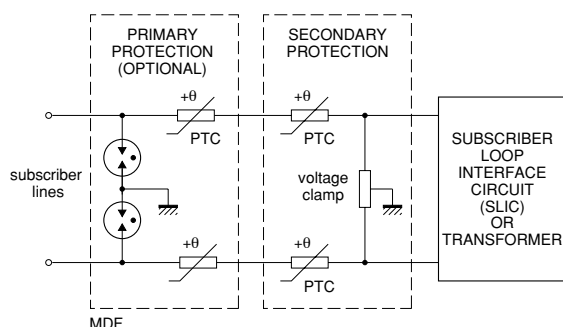 PRIMARY
PROTECTION
(OPTIONAL)
SECONDARY
PROTECTION
+θ
PTC
+θ
PTC
subscriber
lines
voltage
clamp
SUBSCRIBER
LOOP
INTERFACE
CIRCUIT
(SLIC)
OR
TRANSFORMER
+θ
+θ
PTC
MDF